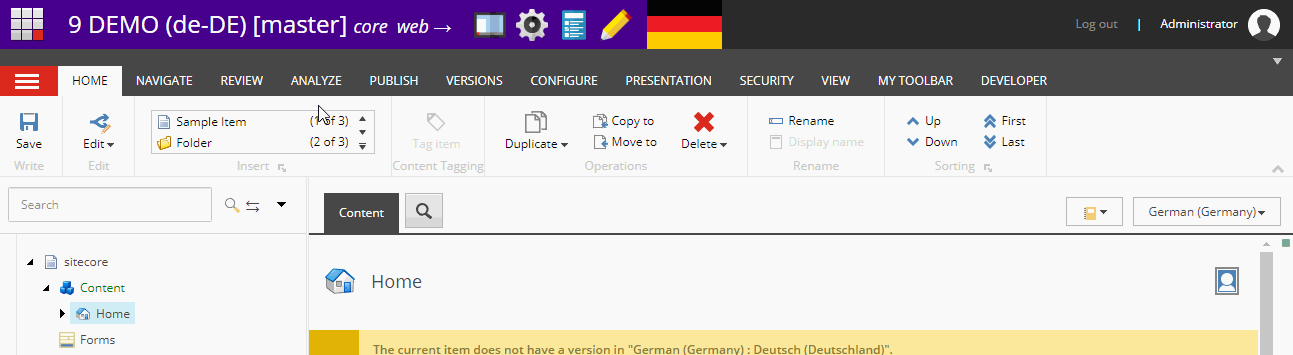 9 DEMO (de-DE) [master] core web→
Log out | Administrator
HOME NAVIGATE REVIEW ANALYZE PUBLISH VERSIONS CONFIGURE PRESENTATION SECURITY VIEW MY TOOLBAR DEVELOPER
Sample Item (1 of 3) Copy to Rename Up First
Save Edit Folder (2 of 3) Tag item Duplicate Move to Delete Display name Down Last
Write Edit Insert Content Tagging Operations Rename Sorting
Search Content German (Germany)
sitecore
Home
Content
Home
Forms
The current item does not have a version in "German (Germany) : Deutsch (Deutschland)".